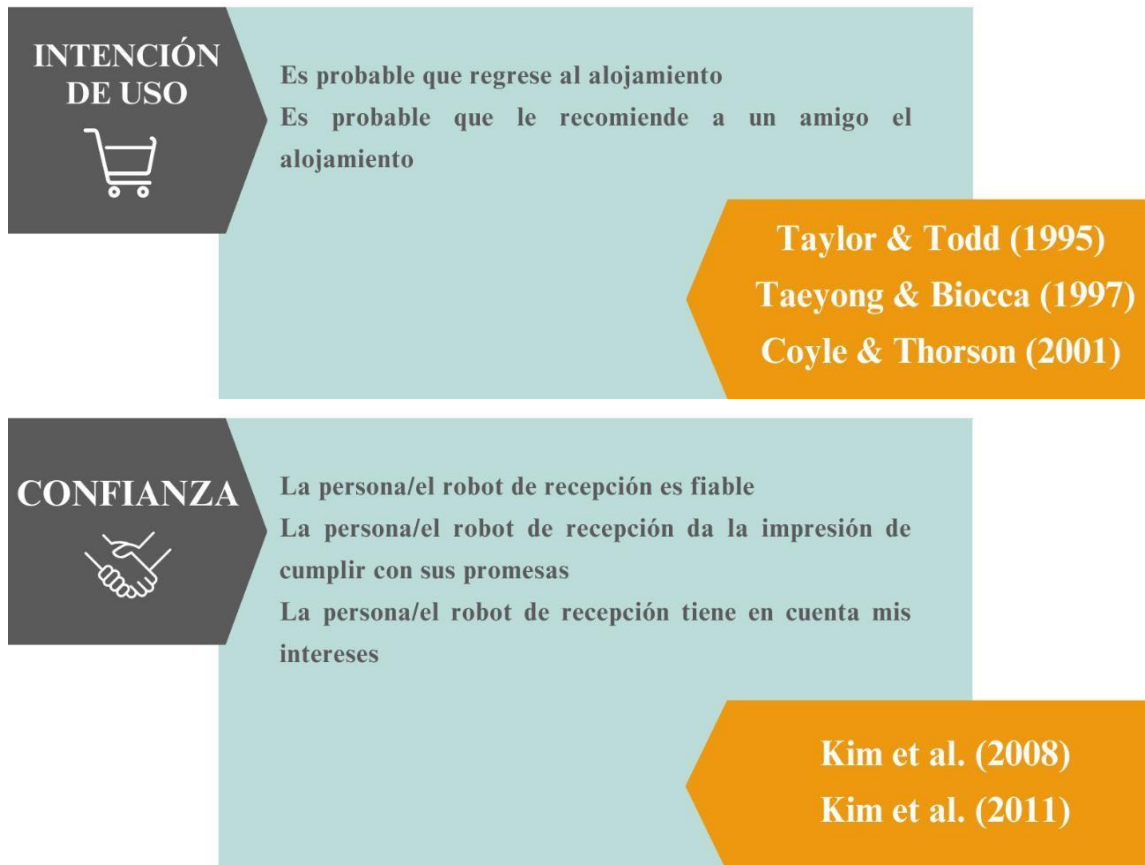 INTENCIÓN
DE USO
Es probable que regrese al alojamiento
Es probable que le recomiende a un amigo el
alojamiento
Taylor & Todd (1995)
Taeyong & Biocca (1997)
Coyle & Thorson (2001)
CONFIANZA
La persona/el robot de recepción es fiable
La persona/el robot de recepción da la impresión de
cumplir con sus promesas
La persona/el robot de recepción tiene en cuenta mis
intereses
Kim et al. (2008)
Kim et al. (2011)